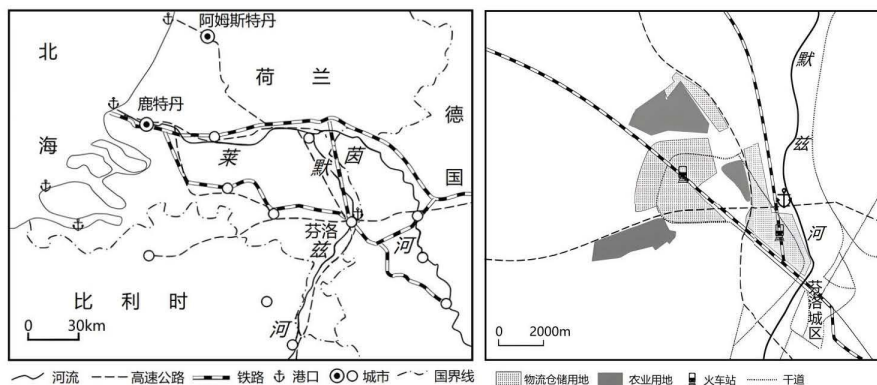 阿姆斯特丹
北
荷 兰
鹿特丹
德
海
莱
默
茵
国
芬洛
兹
河
比 利 时
河
0 30km
河流 高速公路 铁路 港口 城市 国界线
默
兹
河
芬洛城区
0 2000m
物流仓储用地 农业用地 火车站 干道